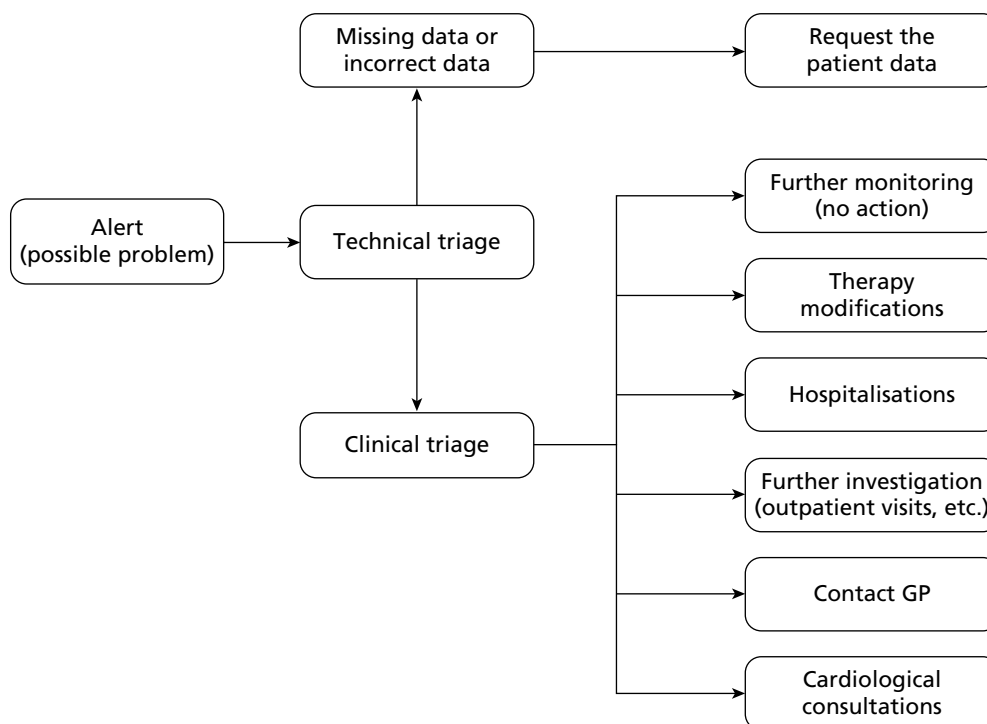 Missing data or
incorrect data
Request the
patient data
Alert
(possible problem)
Technical triage
Further monitoring
(no action)
Therapy
modifications
Hospitalisations
Clinical triage
Further investigation
(outpatient visits, etc.)
Contact GP
Cardiological
consultations